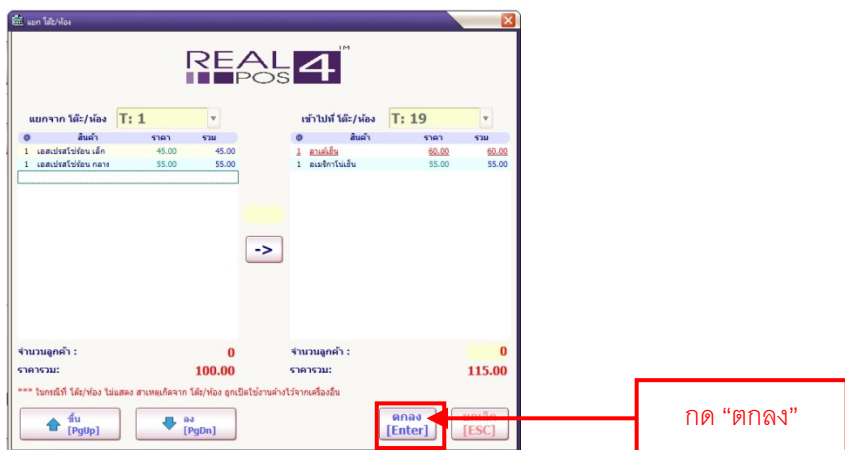 แยก โต๊ะ/ห้อง
REAL 4 ™
POS
แยกจาก โต๊ะ/ห้อง T: 1 เข้าไปที่ โต๊ะ/ห้อง T: 19
@ สินค้า ราคา รวม @ สินค้า ราคา รวม
1 เอสเปรสโซ่ร้อน เล็ก 45.00 45.00 1 ลาเต้เย็น 60.00 60.00
1 เอสเปรสโซ่ร้อน กลาง 55.00 55.00 1 อเมริกาโน่เย็น 55.00 55.00
->
จำนวนลูกค้า : 0 จำนวนลูกค้า : 0
ราคารวม: 100.00 ราคารวม: 115.00
*** ในกรณีที่ โต๊ะ/ห้อง ไม่แสดง สาเหตุเกิดจาก โต๊ะ/ห้อง ถูกเปิดใช้งานค้างไว้จากเครื่องอื่น
ขึ้น ลง ตกลง ยกเลิก
[PgUp] [PgDn] [Enter] [ESC]
กด “ตกลง”